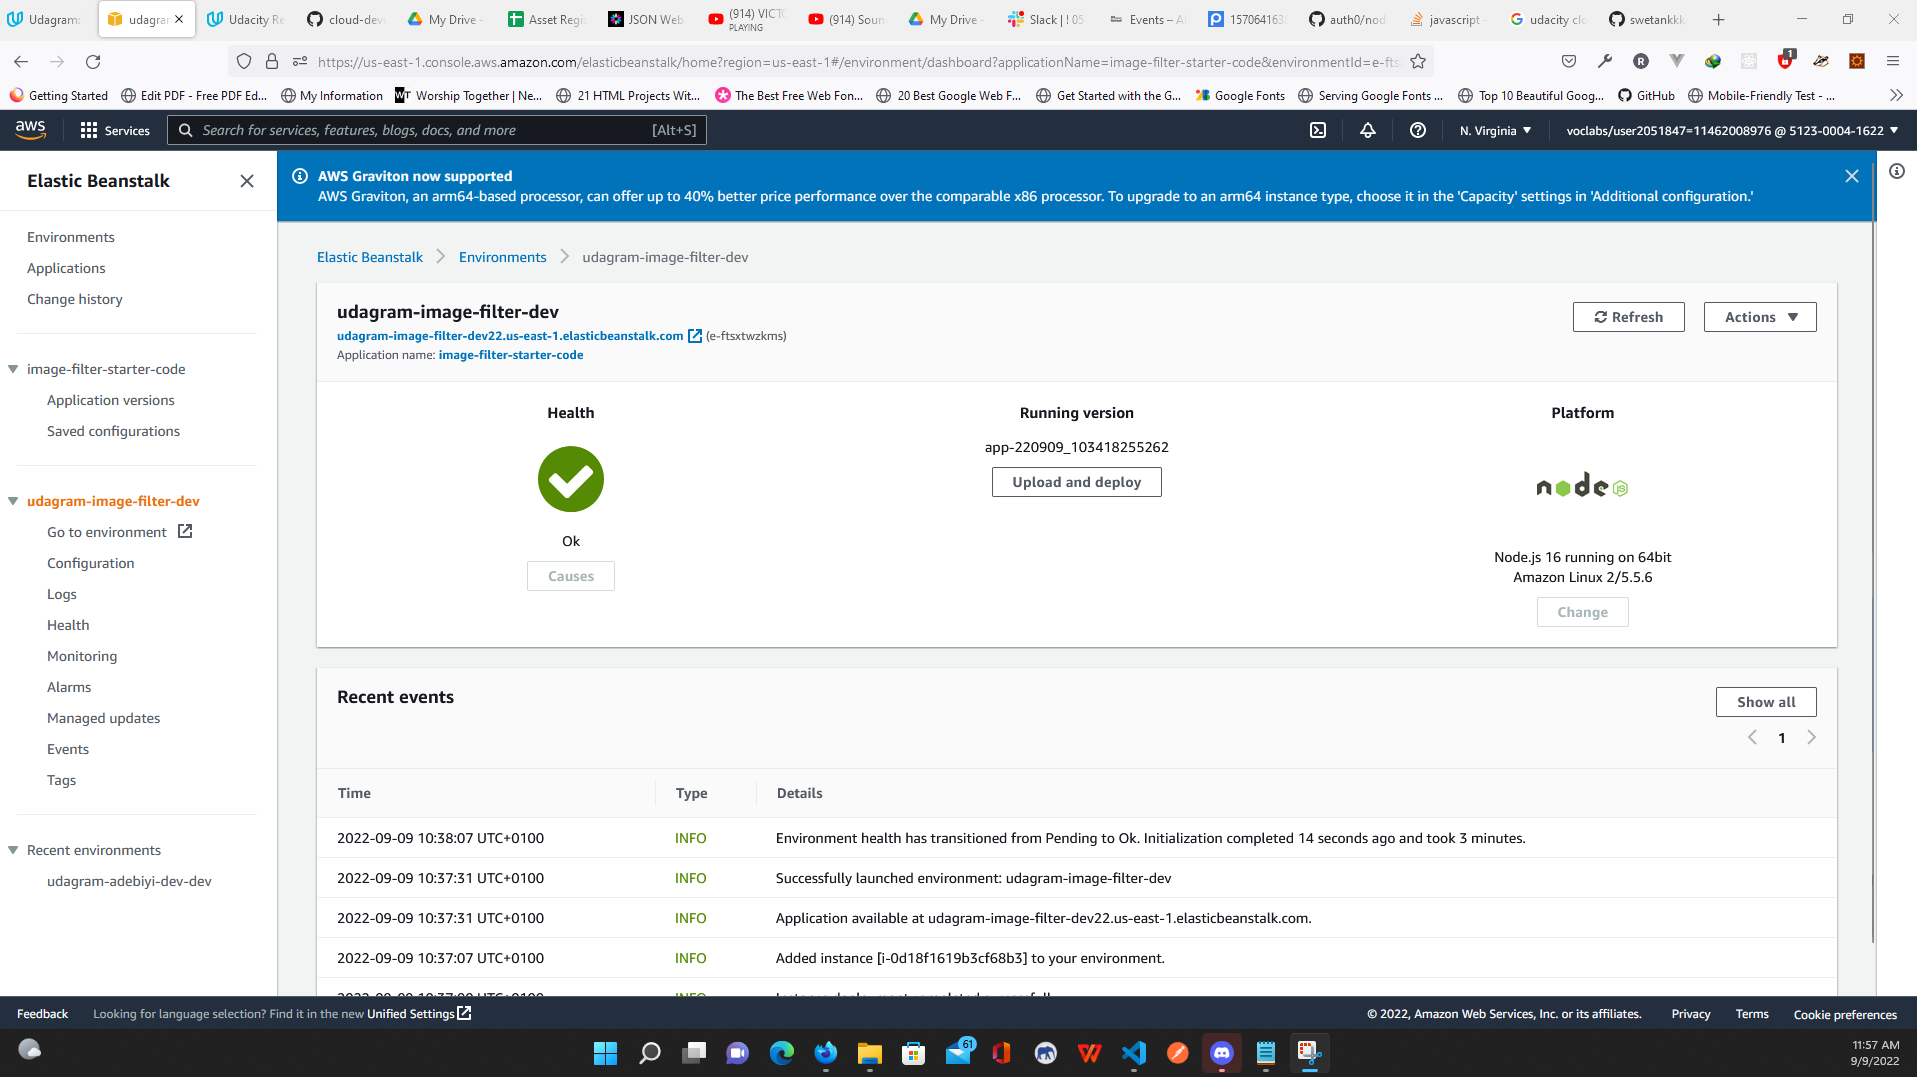 Udagram:
udagram
Udacity Re
cloud-dev
My Drive -
Asset Regi
JSON Web
(914) VICTO
PLAYING
(914) Soun
My Drive -
Slack | ! 05
Events – A
1570641638
auth0/nod
javascript -
udacity clo
swetankkk
https://us-east-1.console.aws.amazon.com/elasticbeanstalk/home?region=us-east-1#/environment/dashboard?applicationName=image-filter-starter-code&environmentId=e-fts
1
Getting Started
Edit PDF - Free PDF Ed...
My Information
Worship Together | Ne...
21 HTML Projects Wit...
The Best Free Web Fon...
20 Best Google Web F...
Get Started with the G...
Google Fonts
Serving Google Fonts ...
Top 10 Beautiful Goog...
GitHub
Mobile-Friendly Test - ...
aws
Services
Search for services, features, blogs, docs, and more
[Alt+S]
N. Virginia
voclabs/user2051847=11462008976 @ 5123-0004-1622
Elastic Beanstalk
Environments
Applications
Change history
image-filter-starter-code
Application versions
Saved configurations
udagram-image-filter-dev
Go to environment
Configuration
Logs
Health
Monitoring
Alarms
Managed updates
Events
Tags
Recent environments
udagram-adebiyi-dev-dev
AWS Graviton now supported
AWS Graviton, an arm64-based processor, can offer up to 40% better price performance over the comparable x86 processor. To upgrade to an arm64 instance type, choose it in the 'Capacity' settings in 'Additional configuration.'
Elastic Beanstalk
Environments
udagram-image-filter-dev
udagram-image-filter-dev
udagram-image-filter-dev22.us-east-1.elasticbeanstalk.com (e-ftsxtwzkms)
Application name: image-filter-starter-code
Refresh
Actions
Health
Ok
Causes
Running version
app-220909_103418255262
Upload and deploy
Platform
node JS
Node.js 16 running on 64bit
Amazon Linux 2/5.5.6
Change
Recent events
Show all
1
Time Type Details
2022-09-09 10:38:07 UTC+0100 INFO Environment health has transitioned from Pending to Ok. Initialization completed 14 seconds ago and took 3 minutes.
2022-09-09 10:37:31 UTC+0100 INFO Successfully launched environment: udagram-image-filter-dev
2022-09-09 10:37:31 UTC+0100 INFO Application available at udagram-image-filter-dev22.us-east-1.elasticbeanstalk.com.
2022-09-09 10:37:07 UTC+0100 INFO Added instance [i-0d18f1619b3cf68b3] to your environment.
Feedback
Looking for language selection? Find it in the new Unified Settings
© 2022, Amazon Web Services, Inc. or its affiliates.
Privacy
Terms
Cookie preferences
61
11:57 AM
9/9/2022